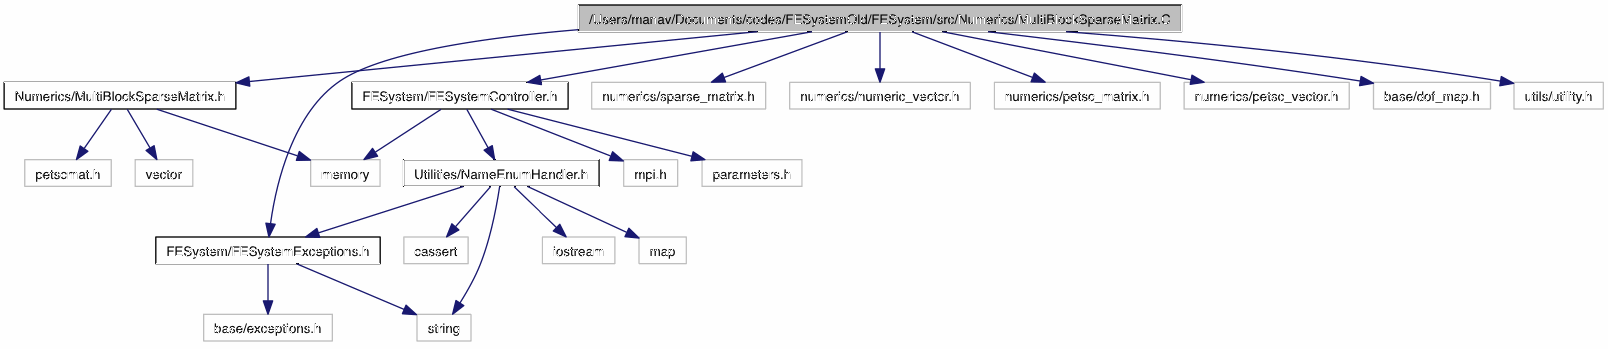 /Users/manav/Documents/codes/FESystemOld/FESystem/src/Numerics/MultiBlockSparseMatrix.C
Numerics/MultiBlockSparseMatrix.h
FESystem/FESystemController.h
numerics/sparse_matrix.h
numerics/numeric_vector.h
numerics/petsc_matrix.h
numerics/petsc_vector.h
base/dof_map.h
utils/utility.h
petscmat.h
vector
memory
Utilities/NameEnumHandler.h
mpi.h
parameters.h
FESystem/FESystemExceptions.h
cassert
iostream
map
base/exceptions.h
string